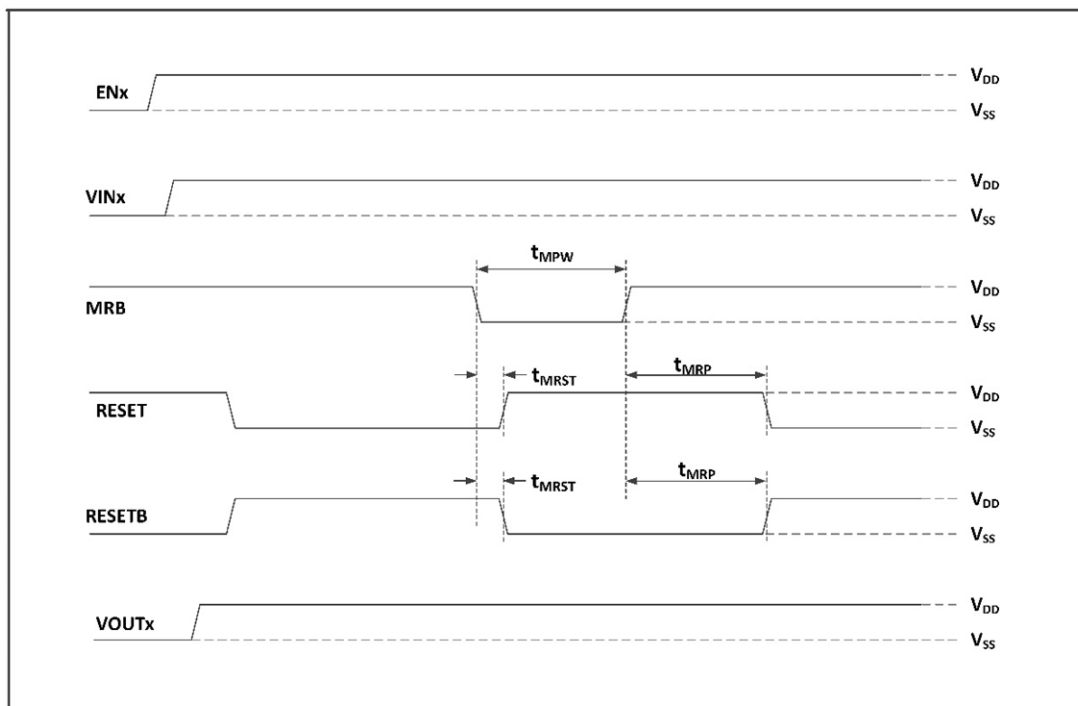 ENx
V_DD
V_SS
VINx
V_DD
V_SS
t_MPW
MRB
V_DD
V_SS
t_MRST
t_MRP
RESET
V_DD
V_SS
t_MRST
t_MRP
RESETB
V_DD
V_SS
VOUTx
V_DD
V_SS